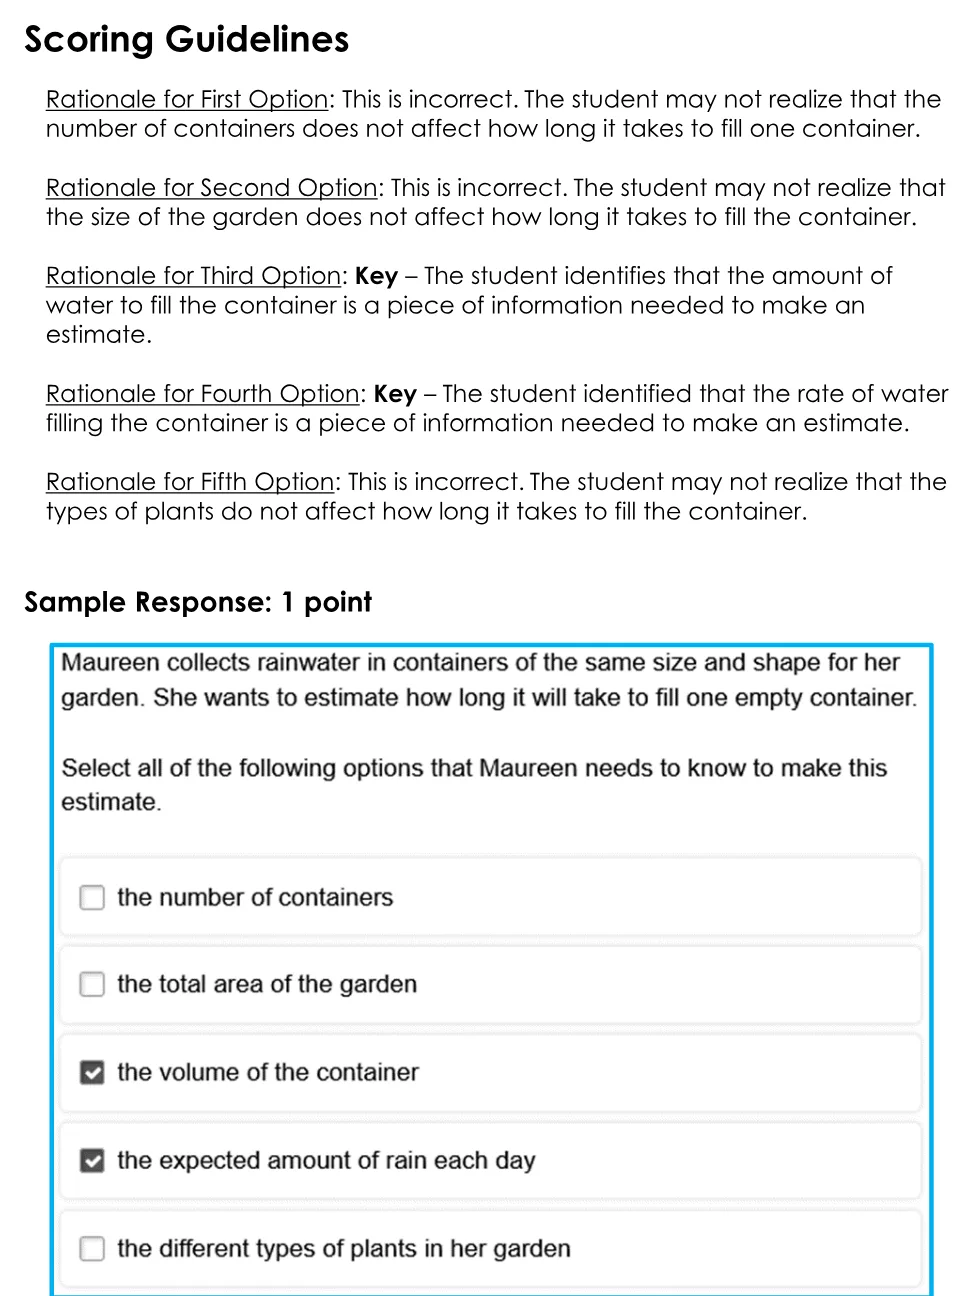 Scoring Guidelines
Rationale for First Option: This is incorrect. The student may not realize that the
number of containers does not affect how long it takes to fill one container.
Rationale for Second Option: This is incorrect. The student may not realize that
the size of the garden does not affect how long it takes to fill the container.
Rationale for Third Option: Key – The student identifies that the amount of
water to fill the container is a piece of information needed to make an
estimate.
Rationale for Fourth Option: Key – The student identified that the rate of water
filling the container is a piece of information needed to make an estimate.
Rationale for Fifth Option: This is incorrect. The student may not realize that the
types of plants do not affect how long it takes to fill the container.
Sample Response: 1 point
Maureen collects rainwater in containers of the same size and shape for her
garden. She wants to estimate how long it will take to fill one empty container.
Select all of the following options that Maureen needs to know to make this
estimate.
the number of containers
the total area of the garden
the volume of the container
the expected amount of rain each day
the different types of plants in her garden